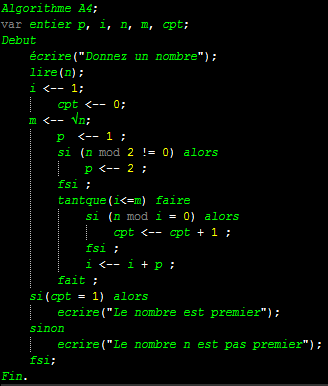 Algorithme A4;
var entier p, i, n, m, cpt;
Debut
écrire("Donnez un nombre");
lire(n);
i <-- 1;
cpt <-- 0;
m <-- √n;
p <-- 1 ;
si (n mod 2 != 0) alors
p <-- 2 ;
fsi ;
tantque(i<=m) faire
si (n mod i = 0) alors
cpt <-- cpt + 1 ;
fsi ;
i <-- i + p ;
fait ;
si(cpt = 1) alors
ecrire("Le nombre est premier");
sinon
ecrire("Le nombre n est pas premier");
fsi;
Fin.